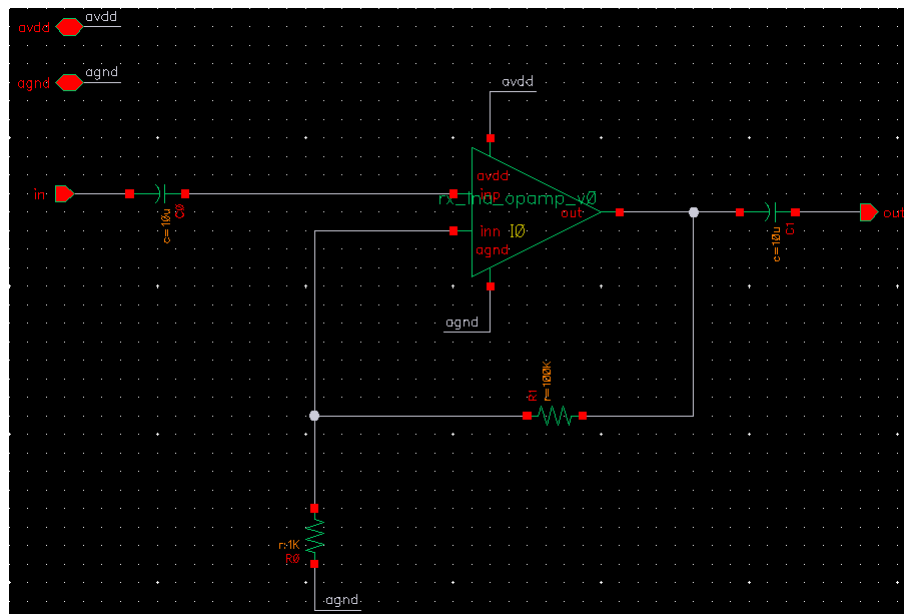 avdd
avdd
agnd
agnd
avdd
avdd
in
c=10u
C0
inp
rx_lna_opamp_v0
out
inn
I0
agnd
c=10u
C1
out
agnd
R1
r=100K
r:1K
R0
agnd